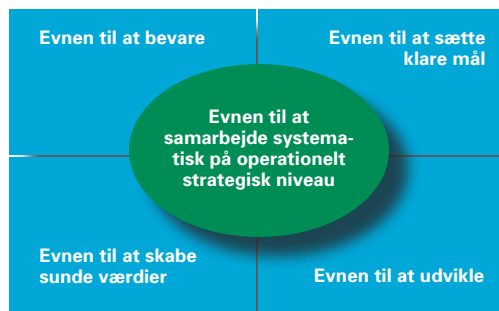 Evnen til at bevare
Evnen til at sætte
klare mål
Evnen til at
samarbejde systema-
tisk på operationelt
strategisk niveau
Evnen til at skabe
sunde værdier
Evnen til at udvikle